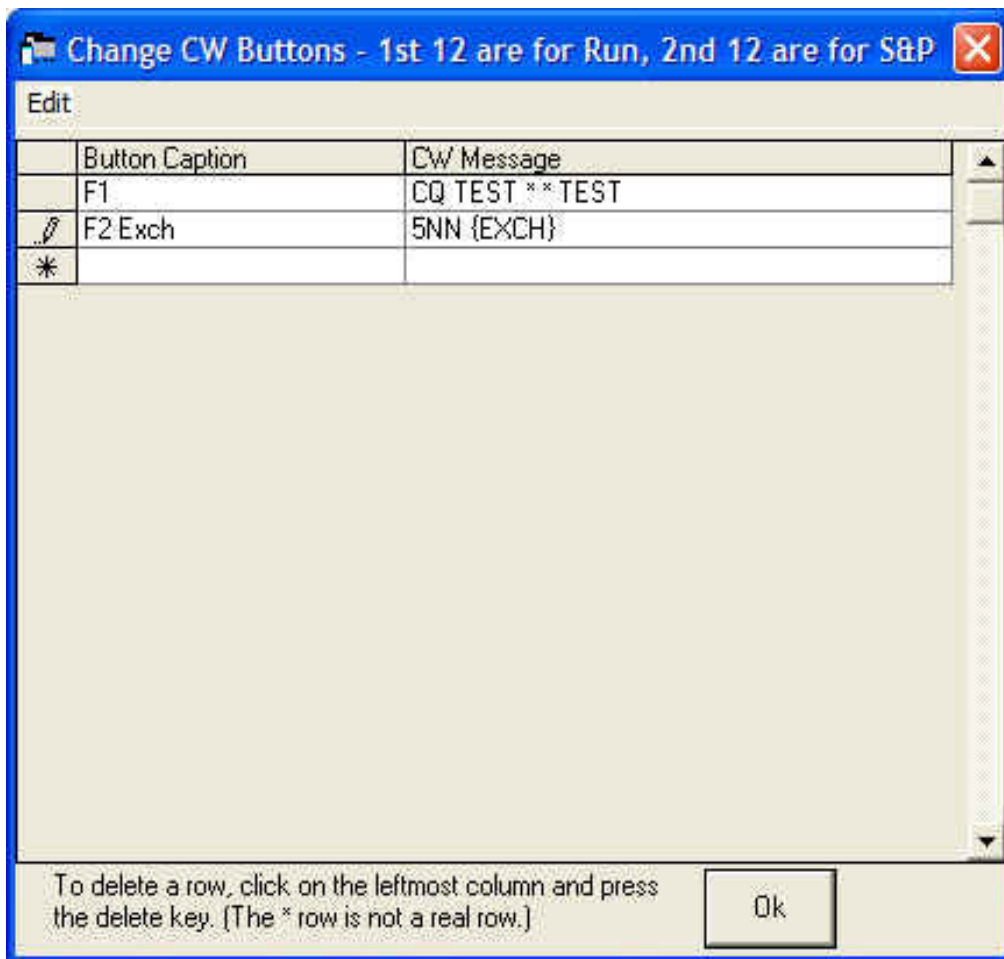 Change CW Buttons - 1st 12 are for Run, 2nd 12 are for S&P
Edit
Button Caption CW Message
F1 CQ TEST * * TEST
F2 Exch 5NN {EXCH}
*
To delete a row, click on the leftmost column and press
the delete key. (The * row is not a real row.)
Ok